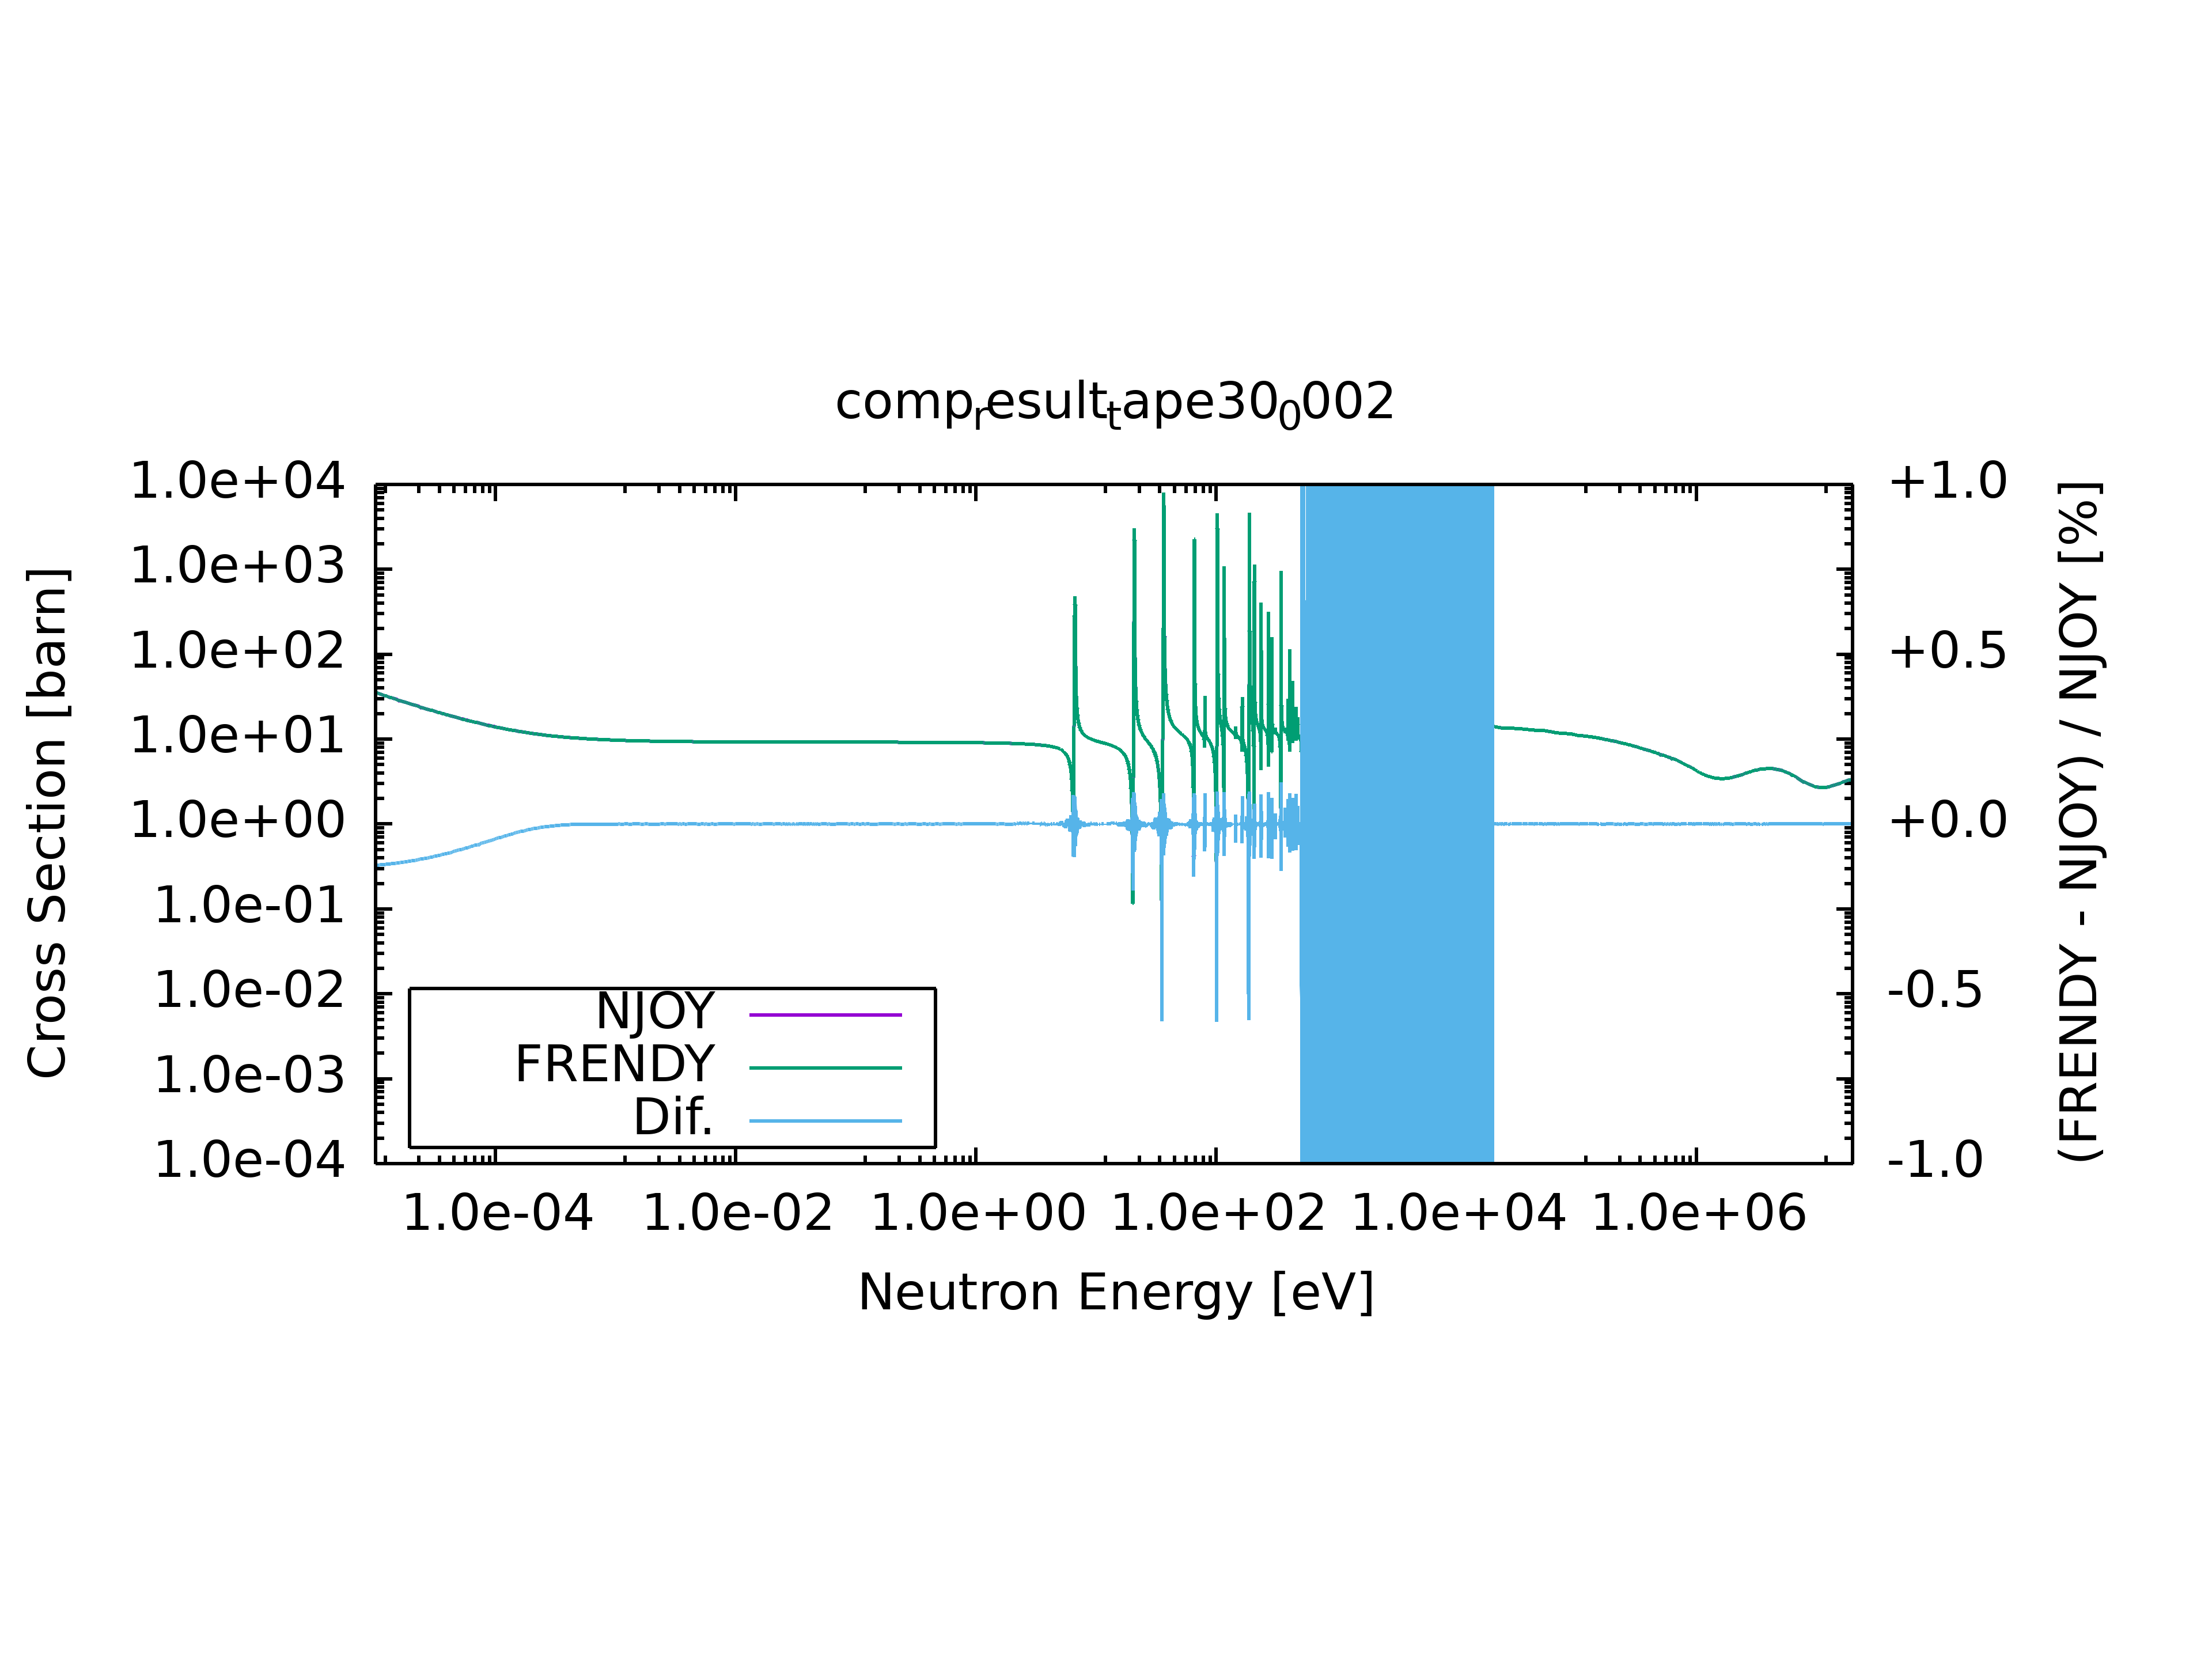 comp_result_tape30_0002
1.0e+04
1.0e+03
1.0e+02
1.0e+01
1.0e+00
1.0e-01
1.0e-02
1.0e-03
1.0e-04
Cross Section [barn]
+1.0
+0.5
+0.0
-0.5
-1.0
(FRENDY - NJOY) / NJOY [%]
NJOY
FRENDY
Dif.
1.0e-04 1.0e-02 1.0e+00 1.0e+02 1.0e+04 1.0e+06
Neutron Energy [eV]